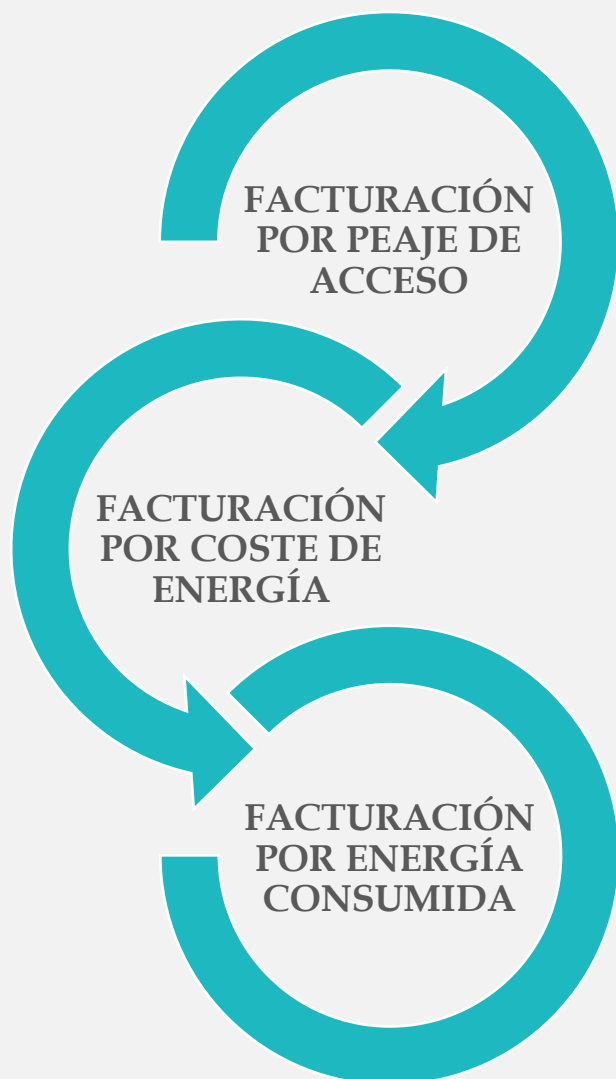 FACTURACIÓN
POR PEAJE DE
ACCESO
FACTURACIÓN
POR COSTE DE
ENERGÍA
FACTURACIÓN
POR ENERGÍA
CONSUMIDA